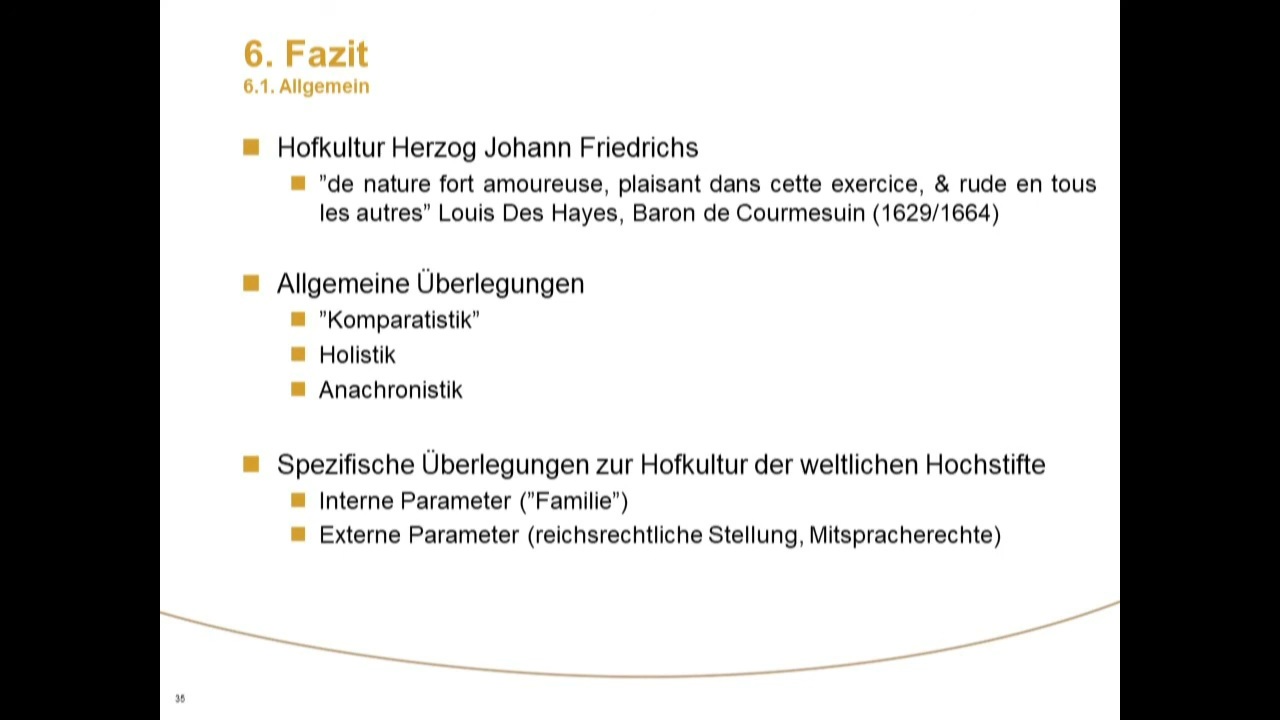 6. Fazit
6.1. Allgemein
Hofkultur Herzog Johann Friedrichs
”de nature fort amoureuse, plaisant dans cette exercice, & rude en tous
les autres” Louis Des Hayes, Baron de Courmesuin (1629/1664)
Allgemeine Überlegungen
”Komparatistik”
Holistik
Anachronistik
Spezifische Überlegungen zur Hofkultur der weltlichen Hochstifte
Interne Parameter (”Familie”)
Externe Parameter (reichsrechtliche Stellung, Mitspracherechte)
35